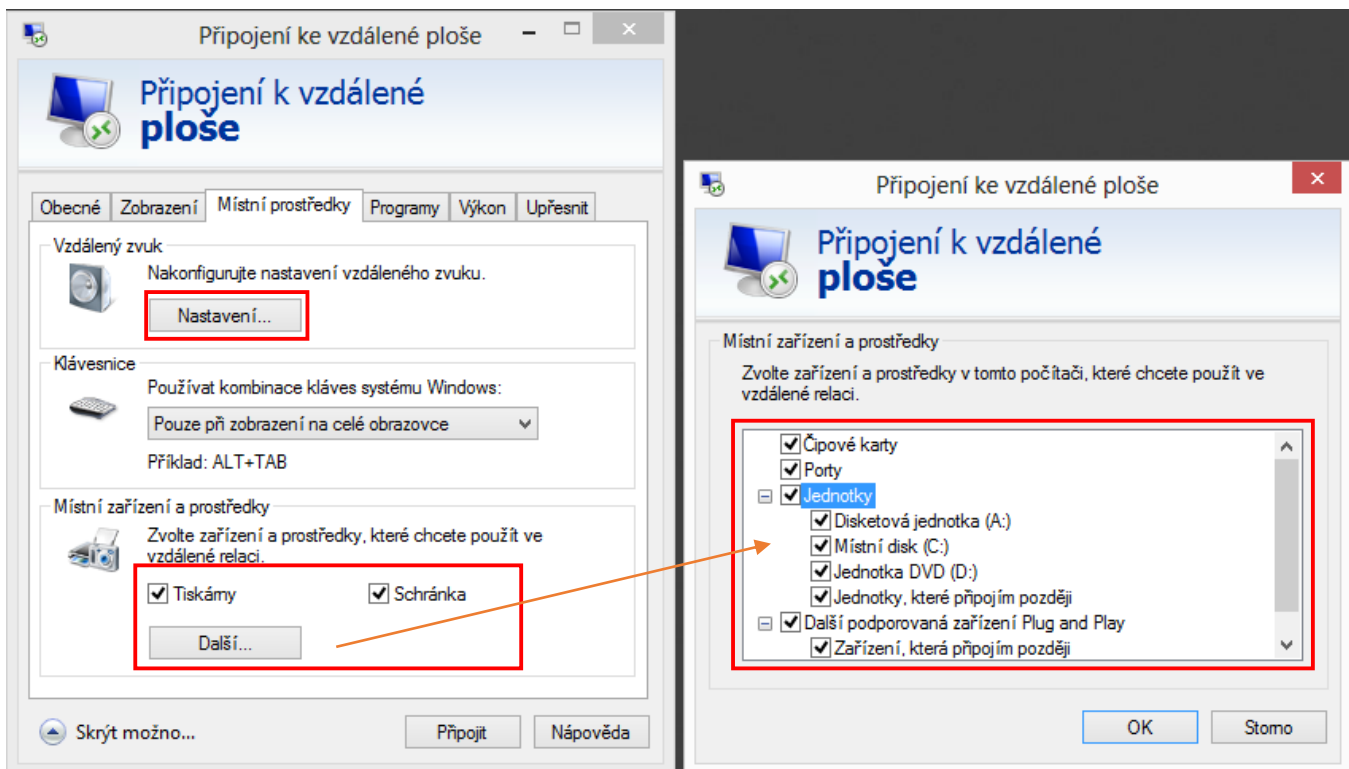 Připojení ke vzdálené ploše
Připojení k vzdálené
ploše
Obecné Zobrazení Místní prostředky Programy Výkon Upřesnit
Vzdálený zvuk
Nakonfigurujte nastavení vzdáleného zvuku.
Nastavení...
Klávesnice
Používat kombinace kláves systému Windows:
Pouze při zobrazení na celé obrazovce
Příklad: ALT+TAB
Místní zařízení a prostředky
Zvolte zařízení a prostředky, které chcete použít ve
vzdálené relaci.
Tiskárny Schránka
Další...
Skrýt možno... Připojit Nápověda
Připojení ke vzdálené ploše
Připojení k vzdálené
ploše
Místní zařízení a prostředky
Zvolte zařízení a prostředky v tomto počítači, které chcete použít ve
vzdálené relaci.
Čipové karty
Porty
Jednotky
Disketová jednotka (A:)
Místní disk (C:)
Jednotka DVD (D:)
Jednotky, které připojím později
Další podporovaná zařízení Plug and Play
Zařízení, která připojím později
OK Storno